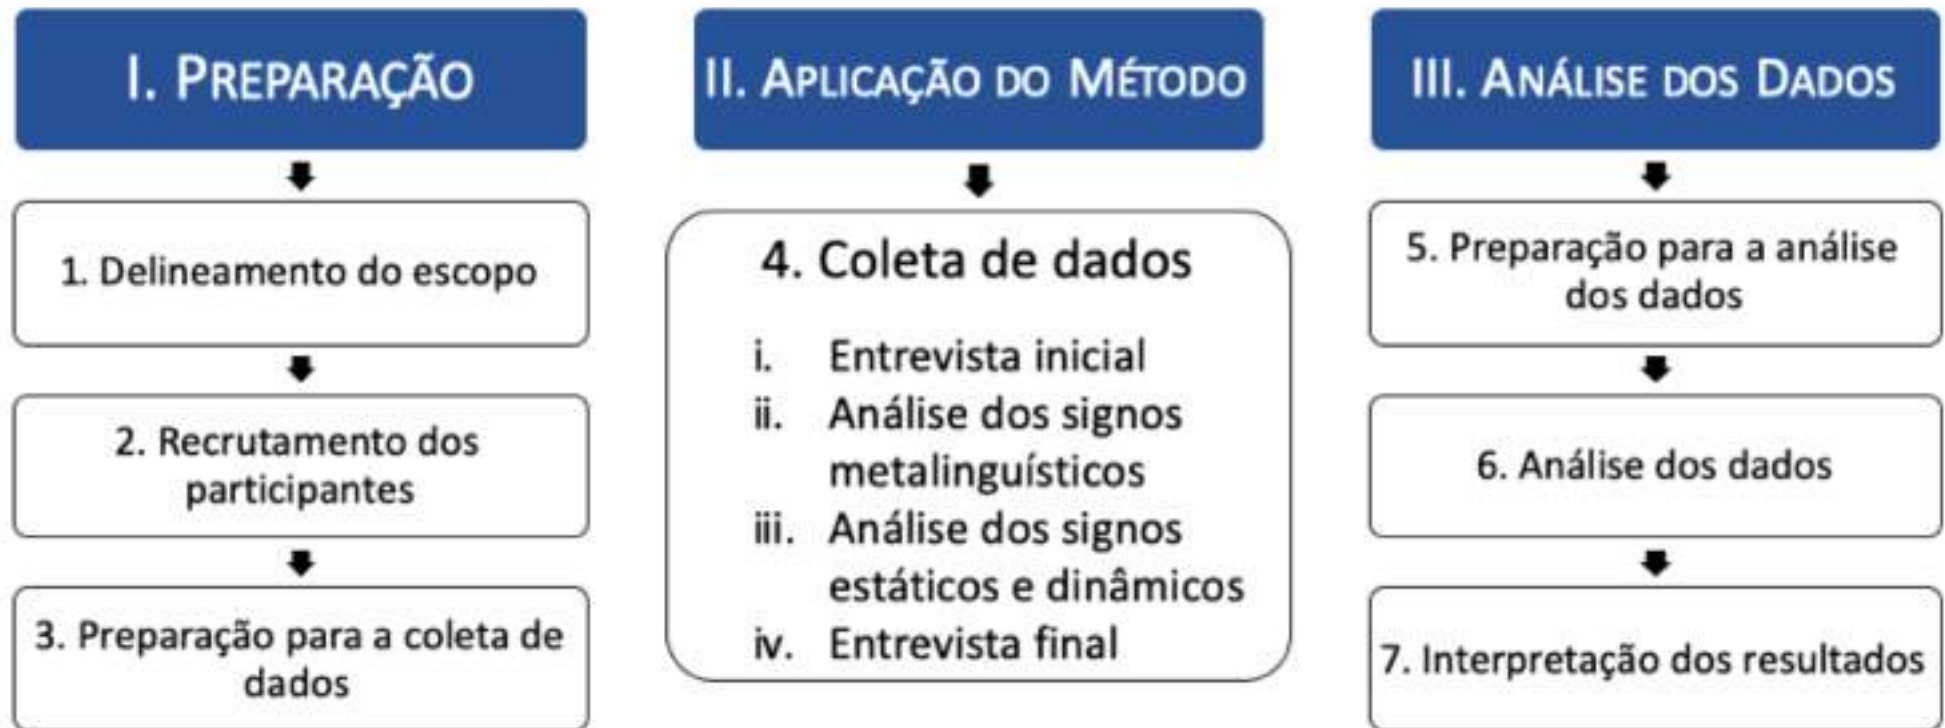 I. PREPARAÇÃO
1. Delineamento do escopo
2. Recrutamento dos
participantes
3. Preparação para a coleta de
dados
II. APLICAÇÃO DO MÉTODO
4. Coleta de dados
i. Entrevista inicial
ii. Análise dos signos
metalinguísticos
iii. Análise dos signos
estáticos e dinâmicos
iv. Entrevista final
III. ANÁLISE DOS DADOS
5. Preparação para a análise
dos dados
6. Análise dos dados
7. Interpretação dos resultados